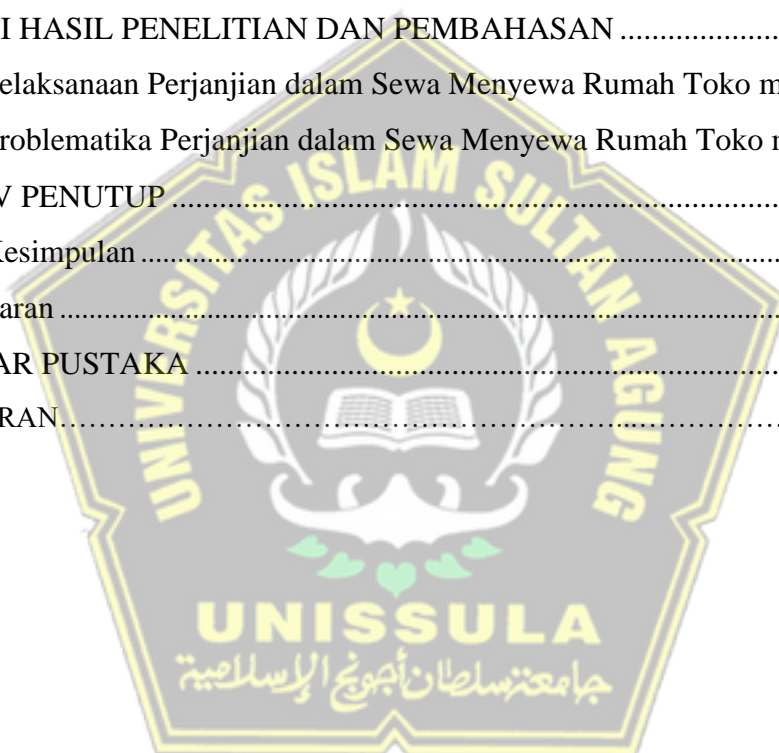 I HASIL PENELITIAN DAN PEMBAHASAN .....................
elaksanaan Perjanjian dalam Sewa Menyewa Rumah Toko m
roblematika Perjanjian dalam Sewa Menyewa Rumah Toko m
V PENUTUP ...............................................................................
Kesimpulan ...................................................................................
aran ...............................................................................................
AR PUSTAKA ...........................................................................
RAN……………………………………………...……………
UNIVERSITAS ISLAM SULTAN AGUNG
UNISSULA
جامعة سلطان أجونج الإسلامية